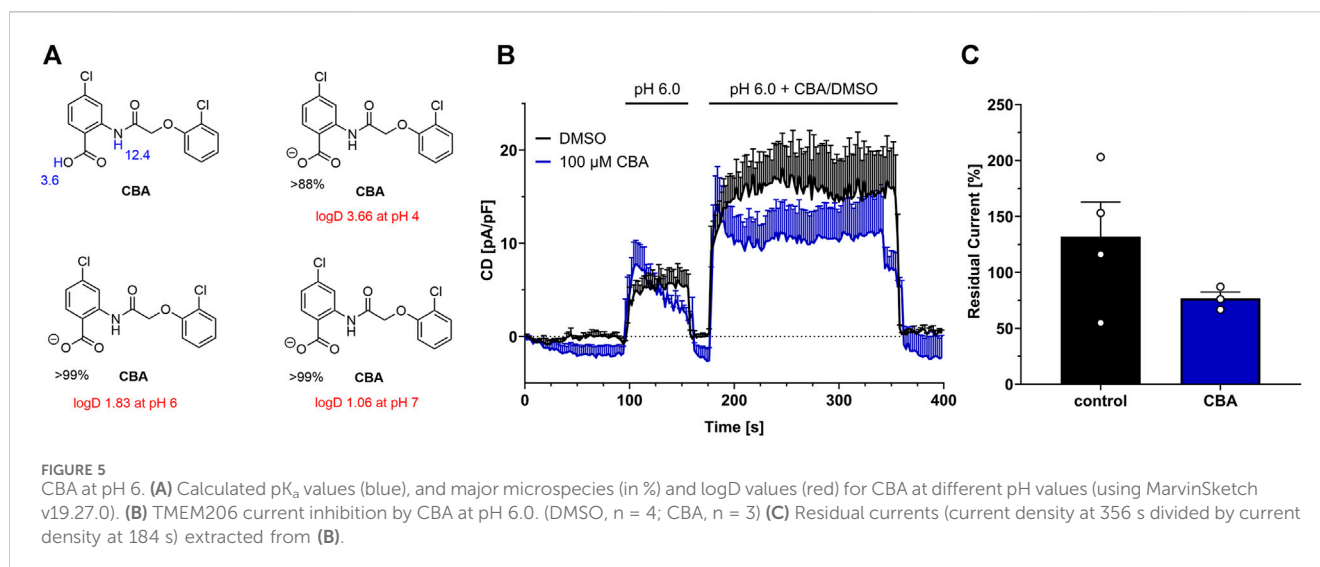 A
Cl
Cl
O
O
N
H
12.4
H
O
O
3.6
CBA
Cl
Cl
O
O
NH
⊖
O
O
>88%
CBA
logD 3.66 at pH 4
Cl
Cl
O
O
NH
⊖
O
O
>99%
CBA
logD 1.83 at pH 6
Cl
Cl
O
O
NH
⊖
O
O
>99%
CBA
logD 1.06 at pH 7
B
pH 6.0
pH 6.0 + CBA/DMSO
DMSO
100 µM CBA
CD [pA/pF]
20
10
0
0
100
200
300
400
Time [s]
C
Residual Current [%]
250
200
150
100
50
0
control
CBA
FIGURE 5
CBA at pH 6. (A) Calculated pKa values (blue), and major microspecies (in %) and logD values (red) for CBA at different pH values (using MarvinSketch
v19.27.0). (B) TMEM206 current inhibition by CBA at pH 6.0. (DMSO, n = 4; CBA, n = 3) (C) Residual currents (current density at 356 s divided by current
density at 184 s) extracted from (B).